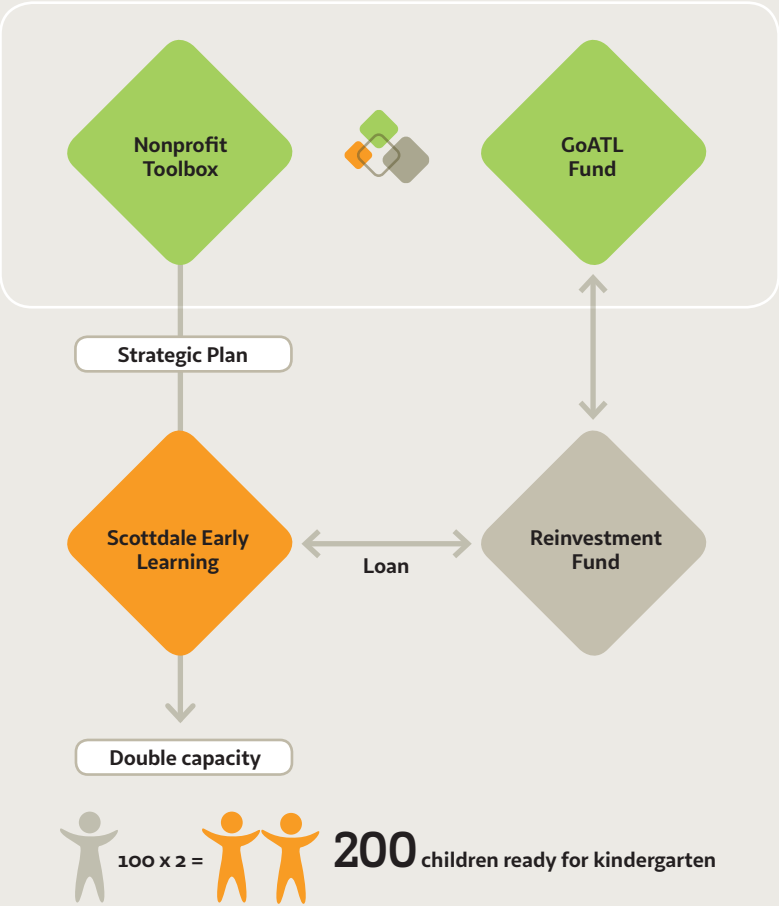 Nonprofit
Toolbox
GoATL
Fund
Strategic Plan
Scottdale Early
Learning
Loan
Reinvestment
Fund
Double capacity
100 x 2 =
200 children ready for kindergarten